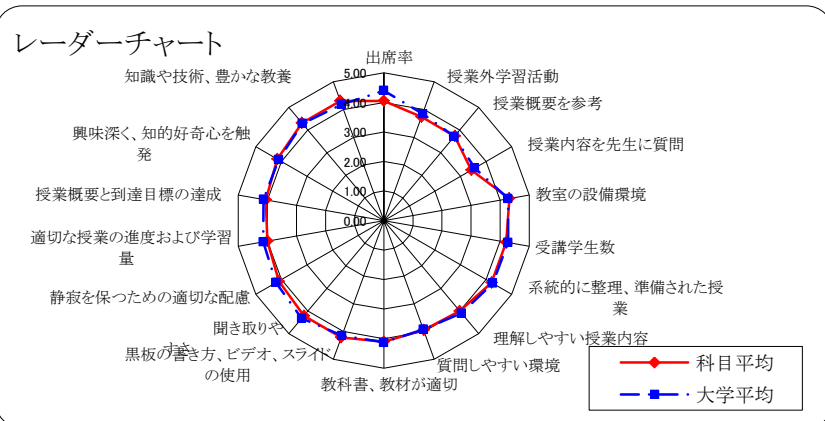 レーダーチャート
出席率
授業外学習活動
授業概要を参考
授業内容を先生に質問
教室の設備環境
受講学生数
系統的に整理、準備された授
業
理解しやすい授業内容
質問しやすい環境
教科書、教材が適切
黒板の書き方、ビデオ、スライド
の使用
聞き取りや
すさ
静寂を保つための適切な配慮
適切な授業の進度および学習
量
授業概要と到達目標の達成
興味深く、知的好奇心を触
発
知識や技術、豊かな教養
5.00
4.00
3.00
2.00
1.00
0.00
科目平均
大学平均